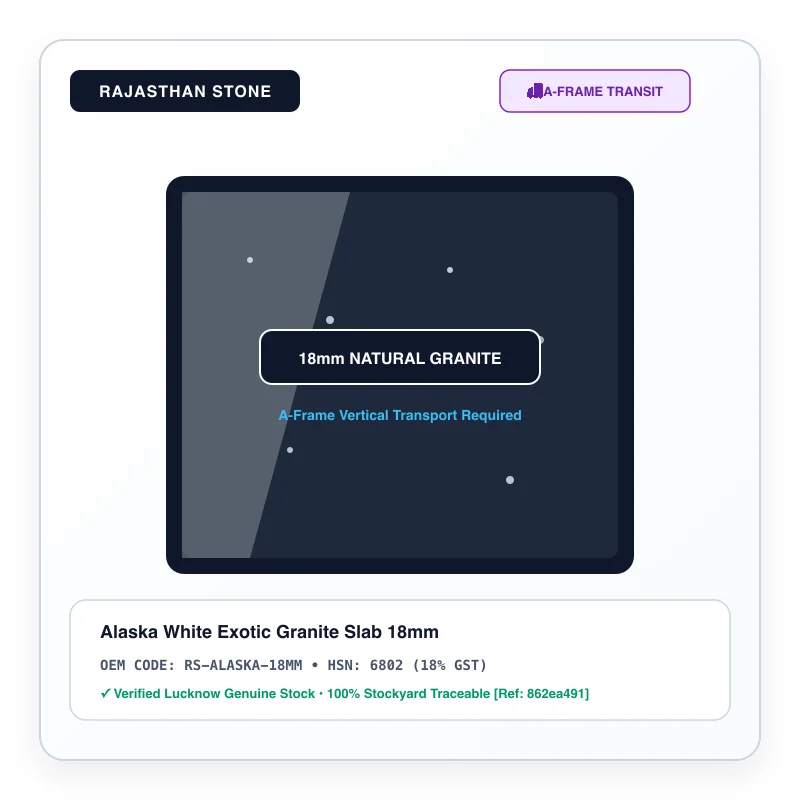 RAJASTHAN STONE
A-FRAME TRANSIT
18mm NATURAL GRANITE
A-Frame Vertical Transport Required
Alaska White Exotic Granite Slab 18mm
OEM CODE: RS-ALASKA-18MM • HSN: 6802 (18% GST)
✓ Verified Lucknow Genuine Stock • 100% Stockyard Traceable [Ref: 862ea491]